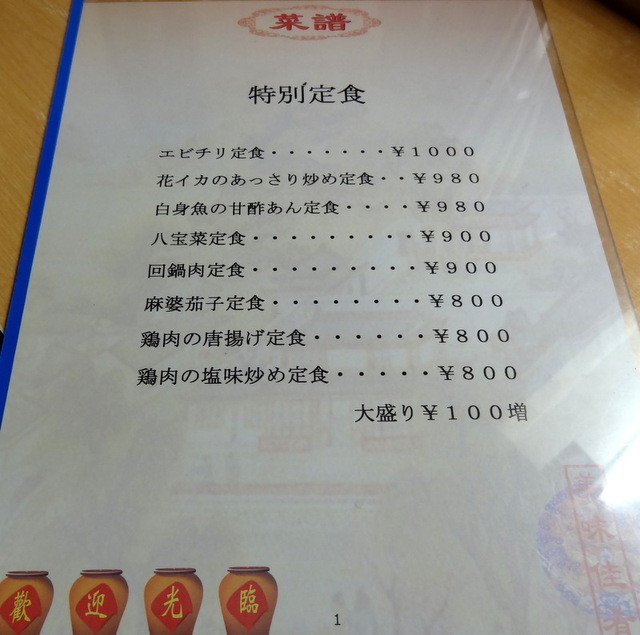 菜譜
特別定食
エビチリ定食・・・・・・・￥１０００
花イカのあっさり炒め定食・・￥９８０
白身魚の甘酢あん定食・・・・￥９８０
八宝菜定食・・・・・・・・・￥９００
回鍋肉定食・・・・・・・・・￥９００
麻婆茄子定食・・・・・・・・￥８００
鶏肉の唐揚げ定食・・・・・・￥８００
鶏肉の塩味炒め定食・・・・・￥８００
大盛り￥１００増
美味佳肴
歡迎光臨
1